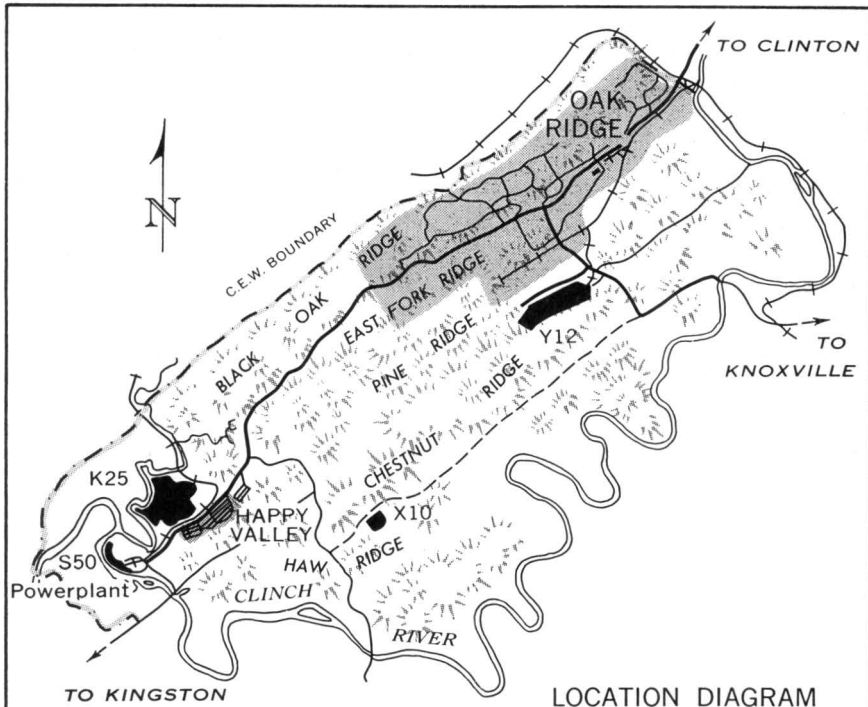 TO CLINTON
OAK
RIDGE
N
C.E.W. BOUNDARY
BLACK OAK RIDGE
EAST FORK RIDGE
PINE RIDGE
Y12
TO
KNOXVILLE
CHESTNUT RIDGE
K25
HAPPY
VALLEY
X10
HAW RIDGE
S50
Powerplant
CLINCH RIVER
TO KINGSTON
LOCATION DIAGRAM